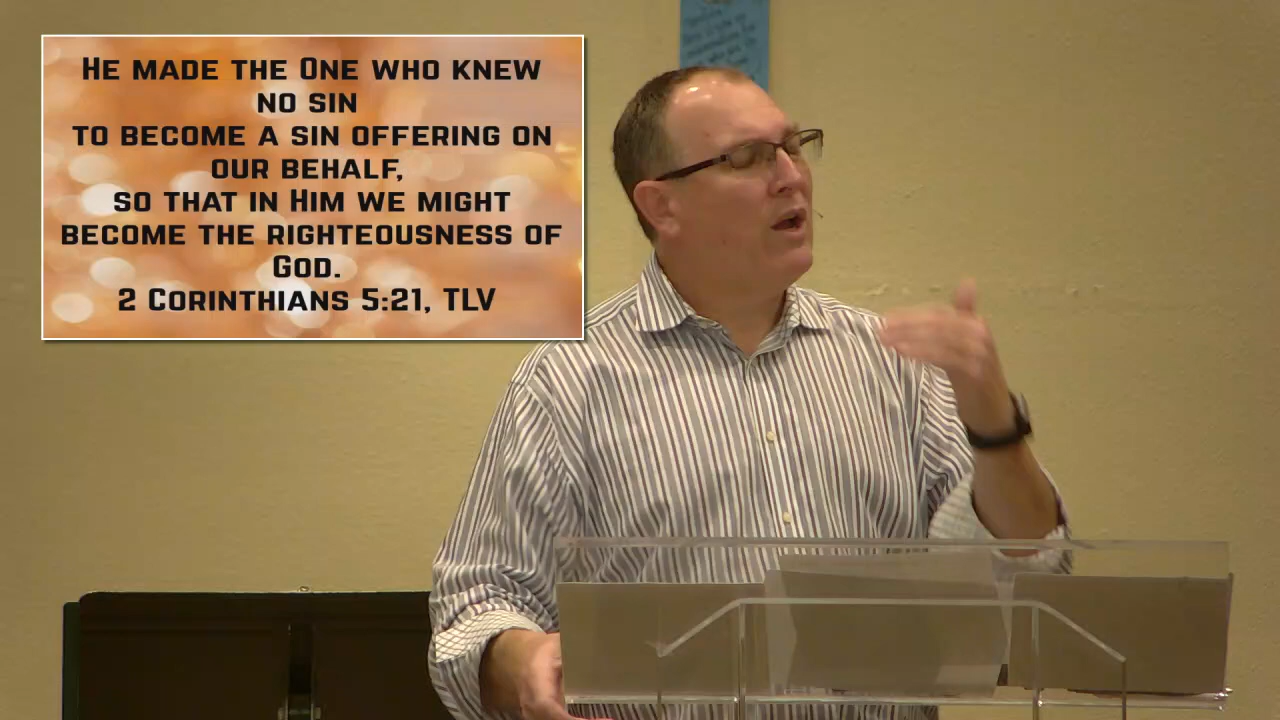 He made the One who knew
no sin
to become a sin offering on
our behalf,
so that in Him we might
become the righteousness of
God.
2 Corinthians 5:21, TLV